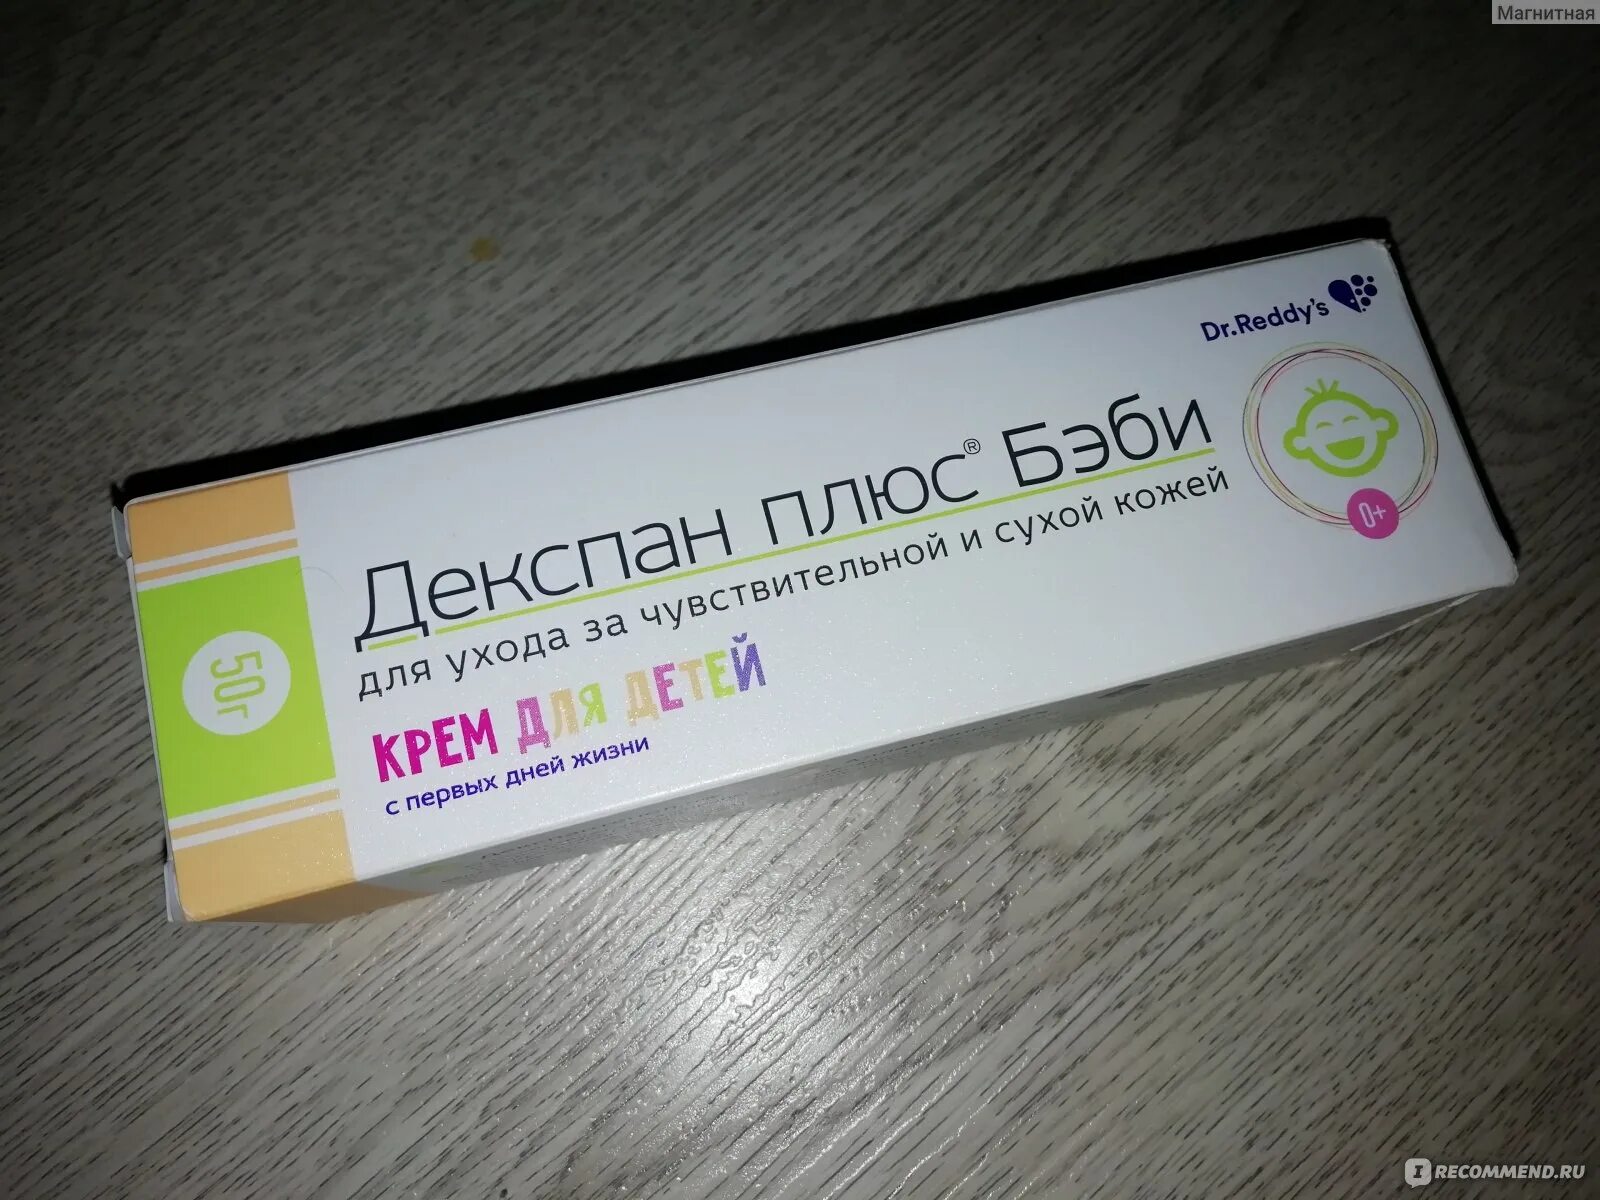 Магнитная
Dr.Reddy's
Декспан плюс® Бэби
для ухода за чувствительной и сухой кожей
КРЕМ ДЛЯ ДЕТЕЙ
с первых дней жизни
50г
0+
IRECOMMEND.RU